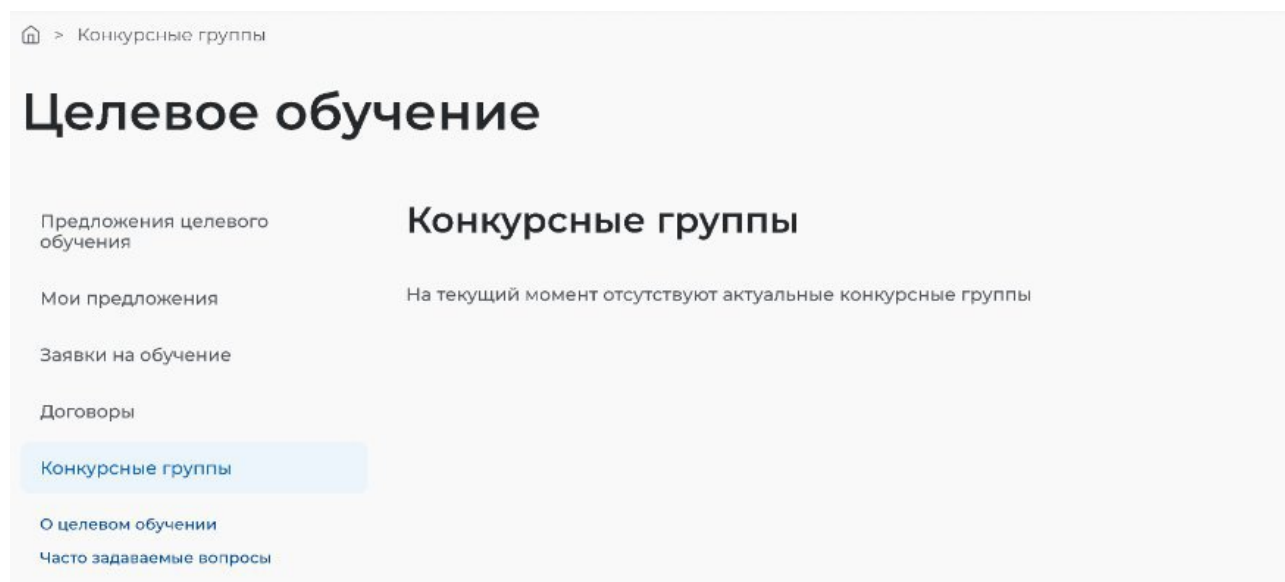 > Конкурсные группы
Целевое обучение
Предложения целевого
обучения
Мои предложения
Заявки на обучение
Договоры
Конкурсные группы
О целевом обучении
Часто задаваемые вопросы
Конкурсные группы
На текущий момент отсутствуют актуальные конкурсные группы